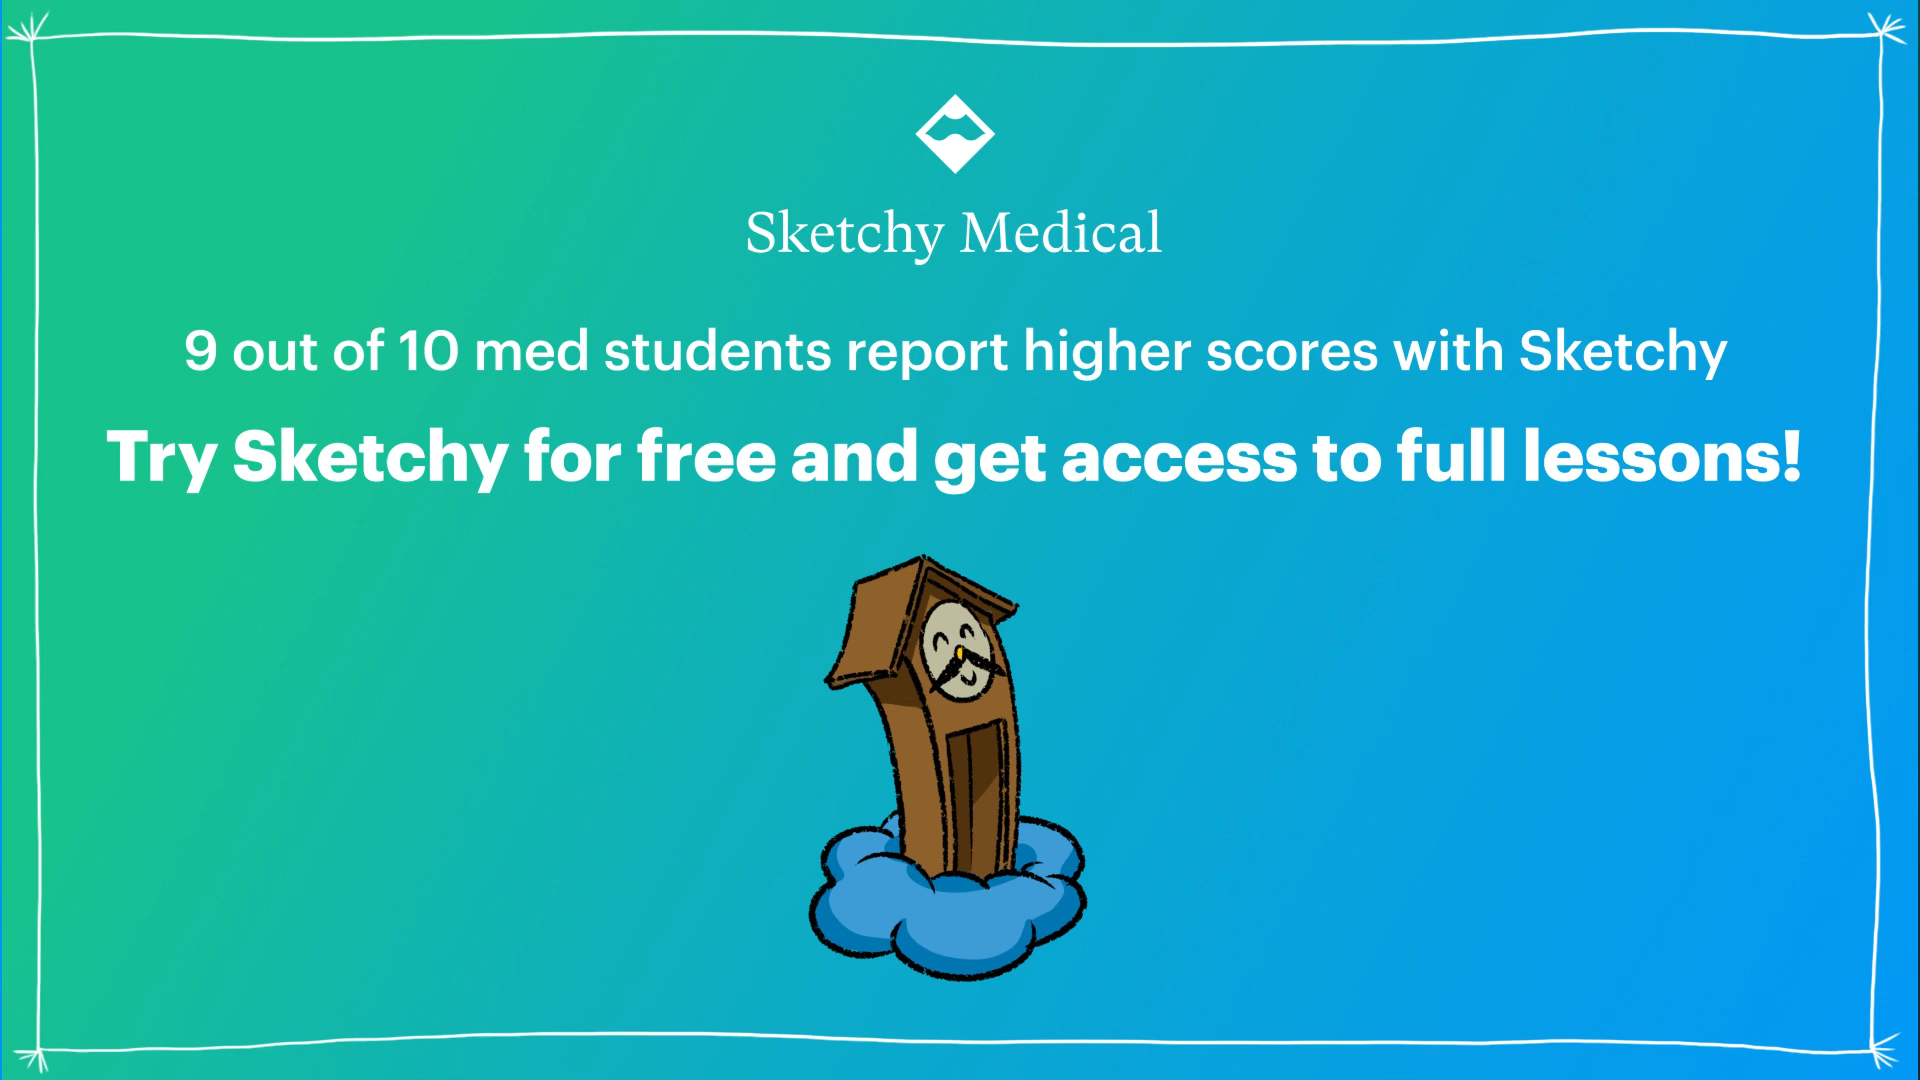 Sketchy Medical
9 out of 10 med students report higher scores with Sketchy
Try Sketchy for free and get access to full lessons!